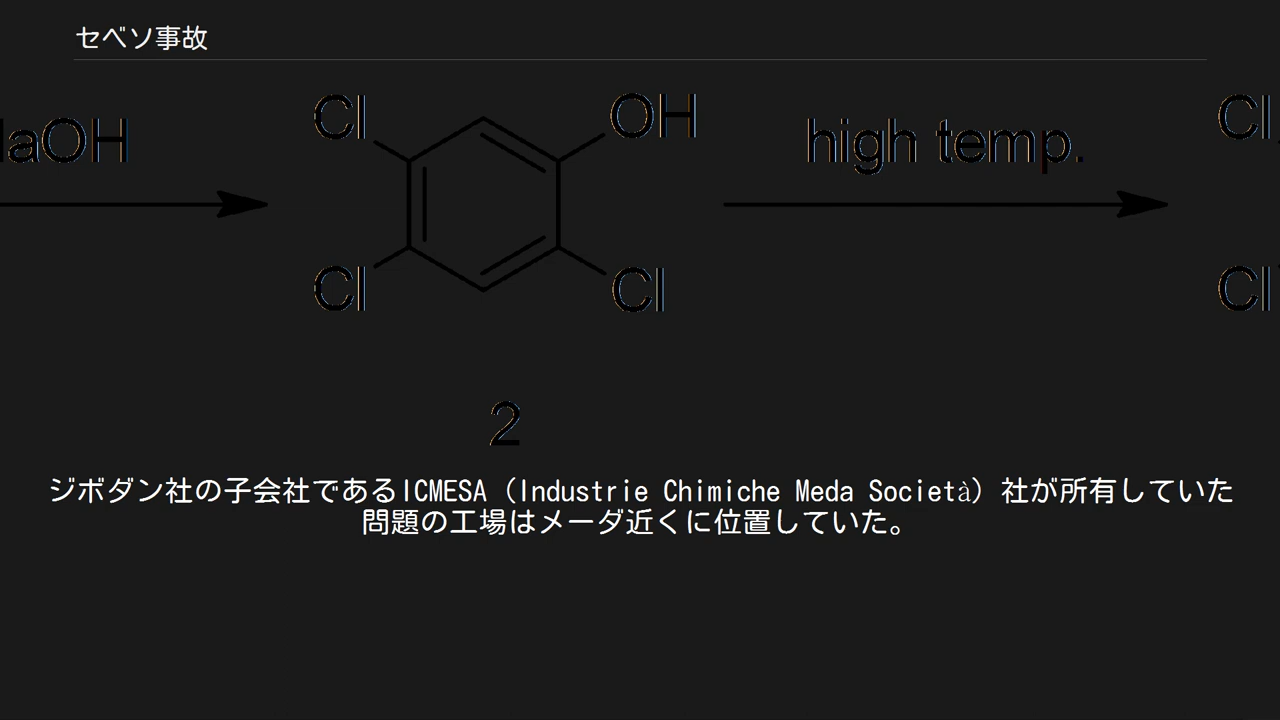 セベソ事故
Cl
OH
aOH
high temp.
Cl
Cl
Cl
Cl
2
ジボダン社の子会社であるICMESA（Industrie Chimiche Meda Società）社が所有していた
問題の工場はメーダ近くに位置していた。